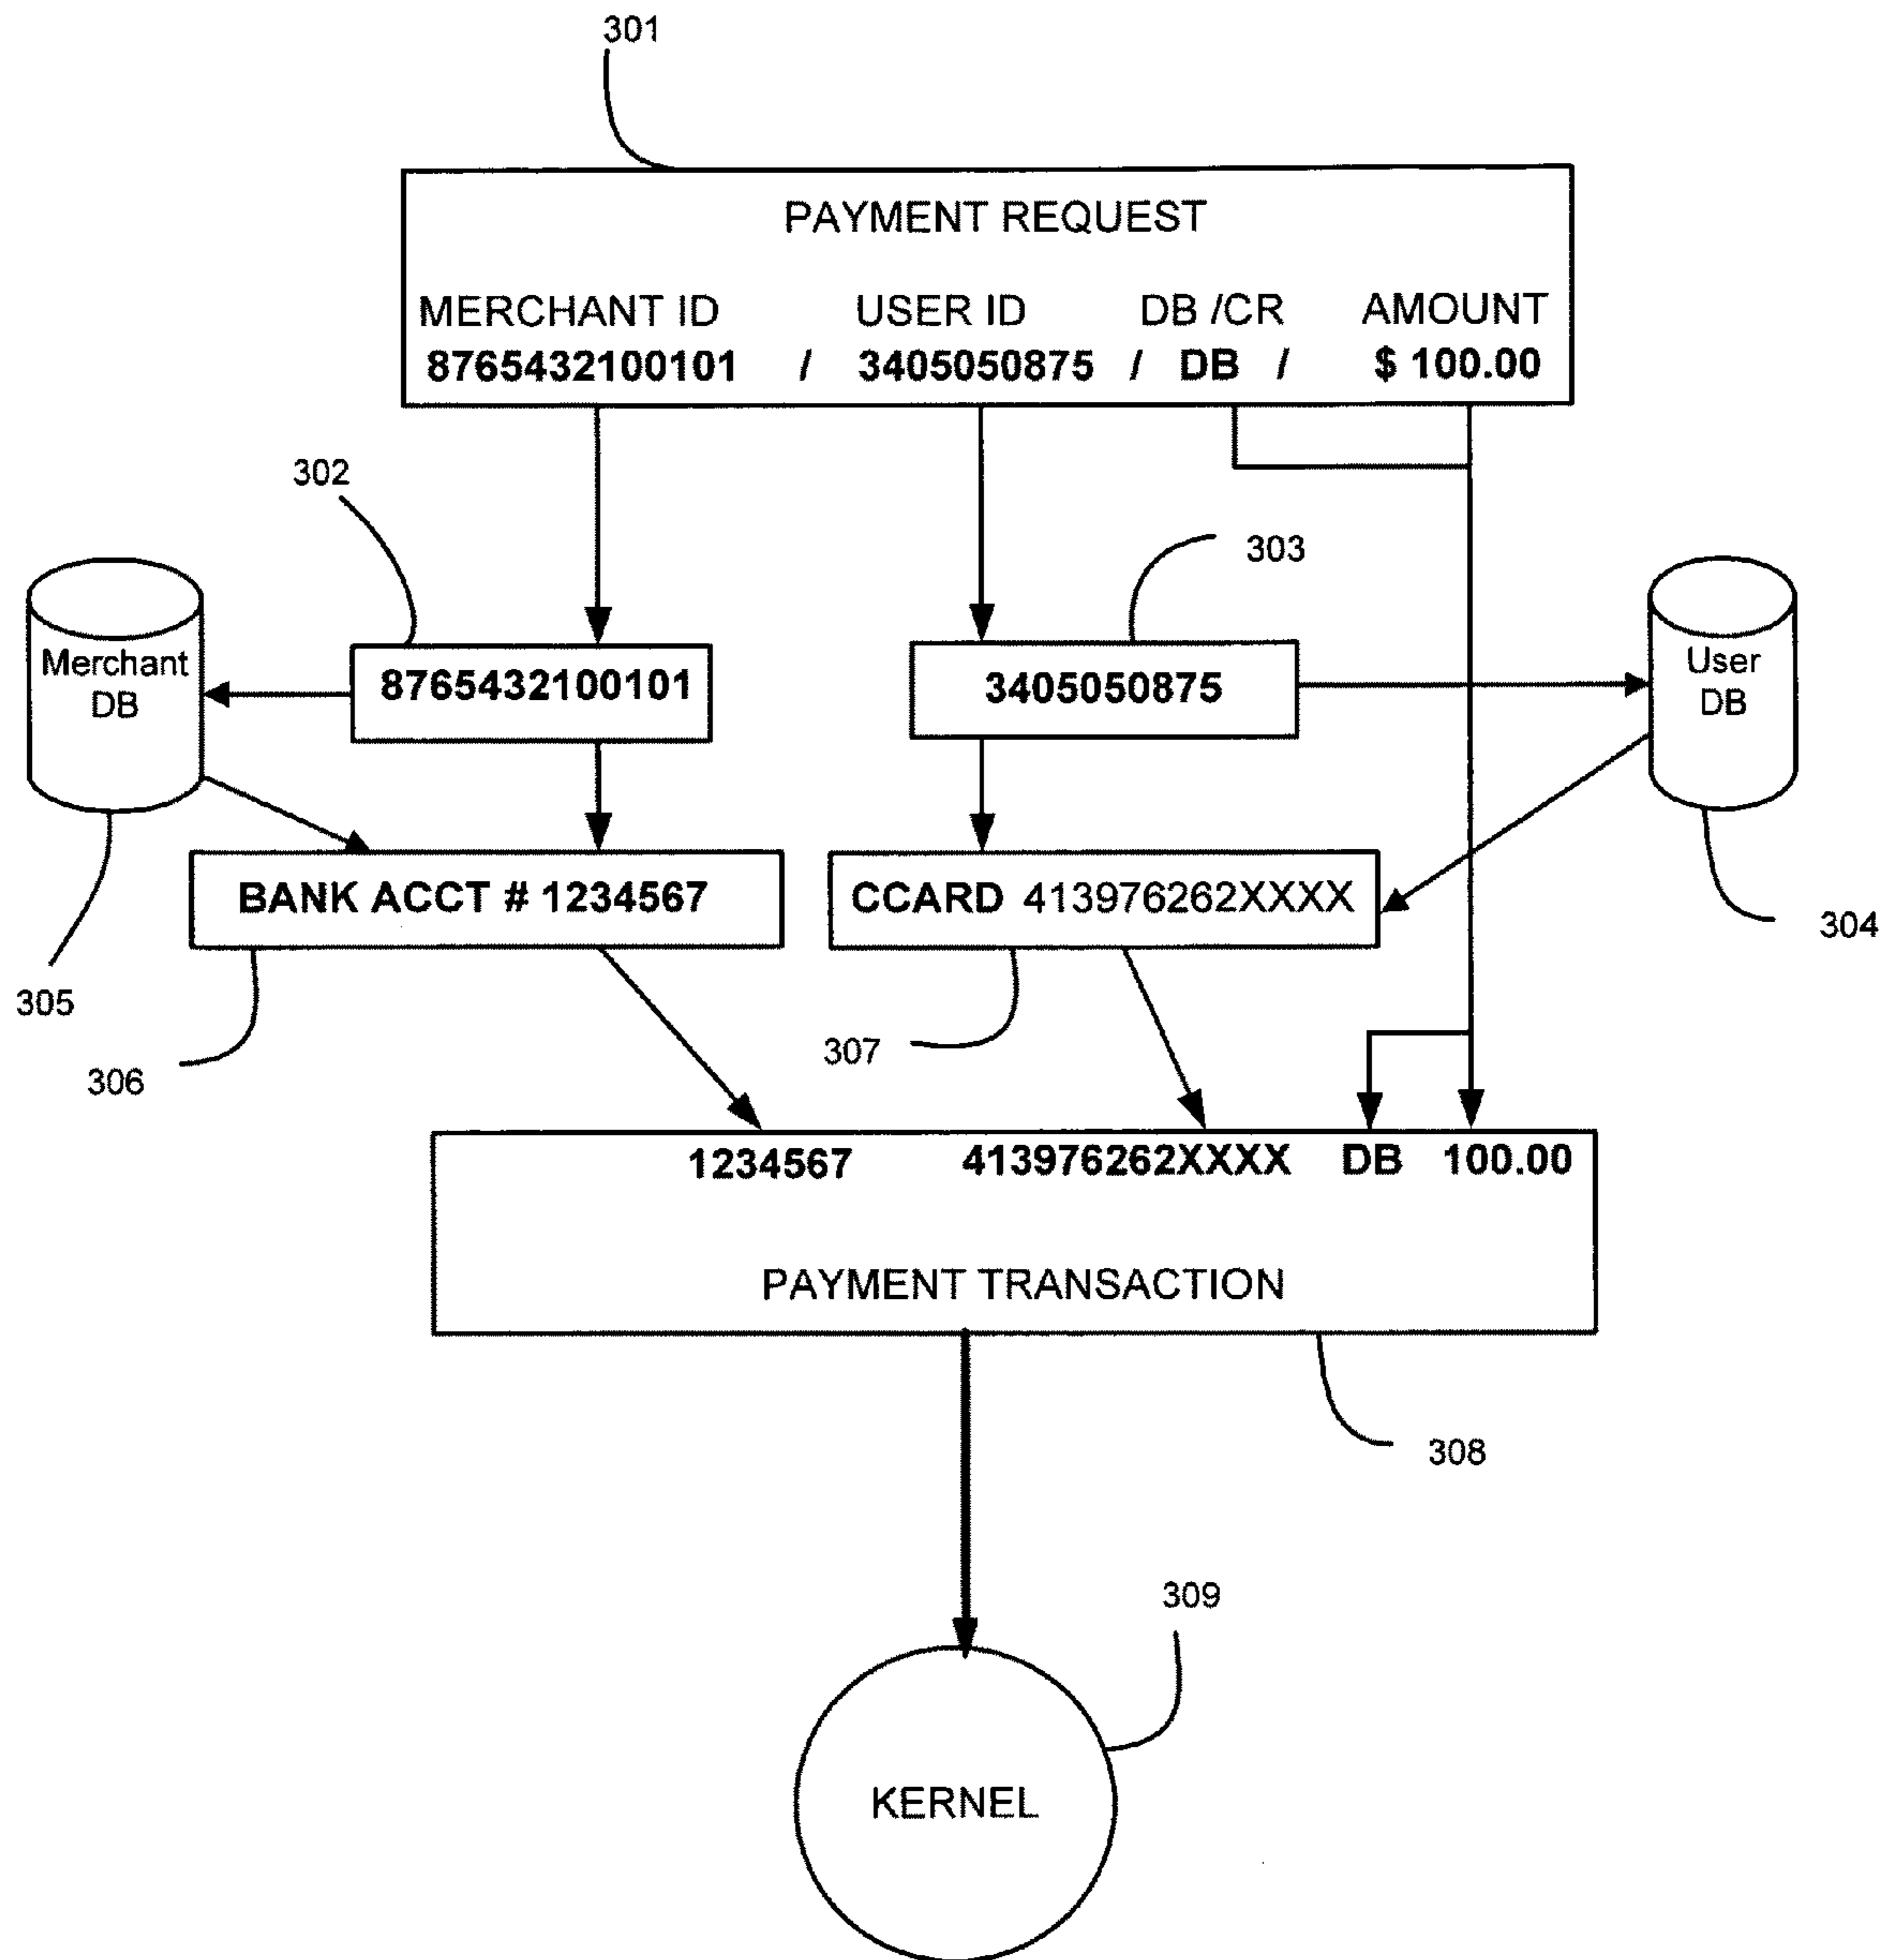 301
PAYMENT REQUEST
MERCHANT ID USER ID DB /CR AMOUNT
8765432100101 / 3405050875 / DB / $ 100.00
302
303
Merchant
DB
8765432100101
3405050875
User
DB
BANK ACCT # 1234567
CCARD 413976262XXXX
304
305
306
307
1234567 413976262XXXX DB 100.00
PAYMENT TRANSACTION
308
309
KERNEL